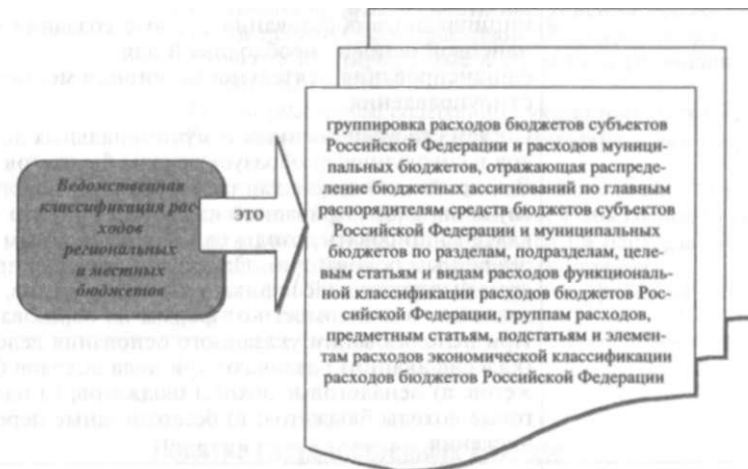 Ведомственная
классификация рас-
ходов
региональных
и местных
бюджетов
это
группировка расходов бюджетов субъектов
Российской Федерации и расходов муници-
пальных бюджетов, отражающая распреде-
ление бюджетных ассигнований по главным
распорядителям средств бюджетов субъектов
Российской Федерации и муниципальных
бюджетов по разделам, подразделам, целе-
вым статьям и видам расходов функциональ-
ной классификации расходов бюджетов Рос-
сийской Федерации, группам расходов,
предметным статьям, подстатьям и элемен-
там расходов экономической классификации
расходов бюджетов Российской Федерации